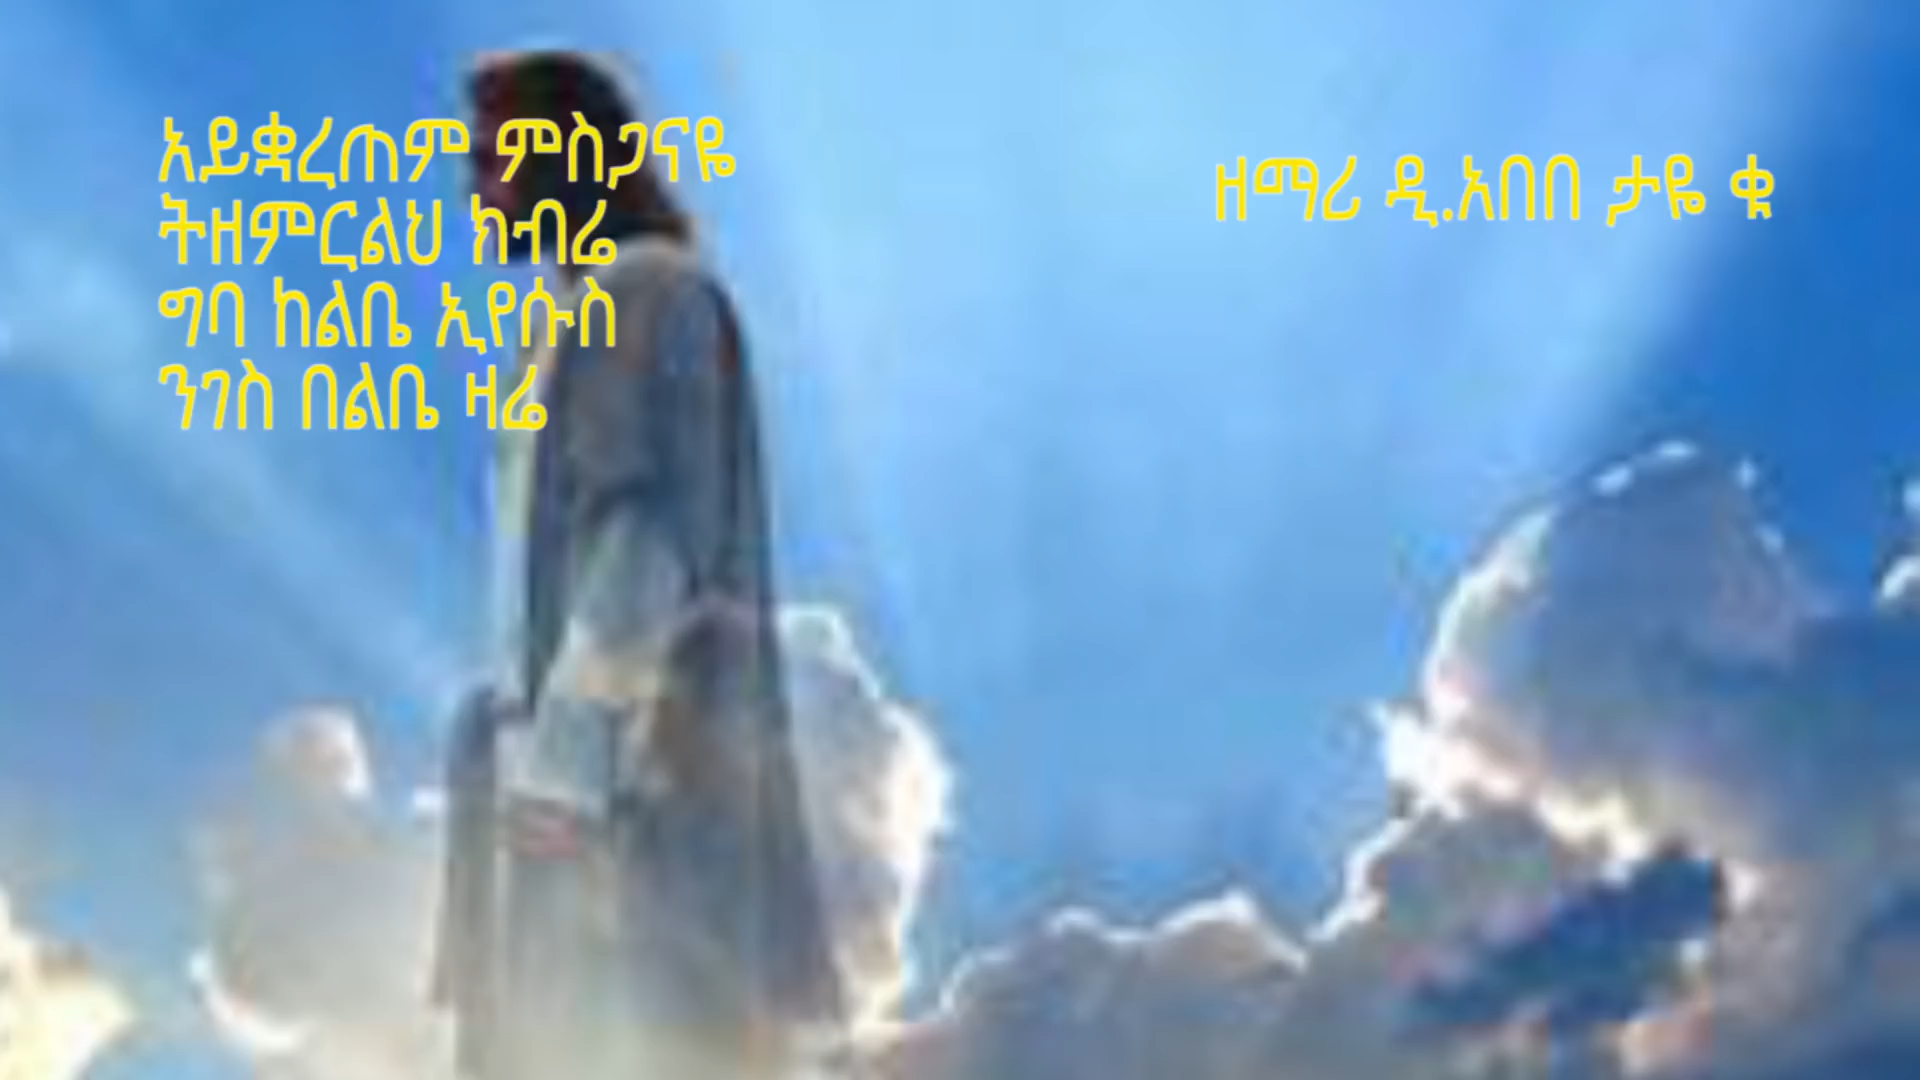 አይቋረጠም ምስጋናዬ
ትዘምርልህ ክብሬ
ግባ ከልቤ ኢየሱስ
ንገስ በልቤ ዛሬ
ዘማሪ ዲ.አበበ ታዬ ቁ